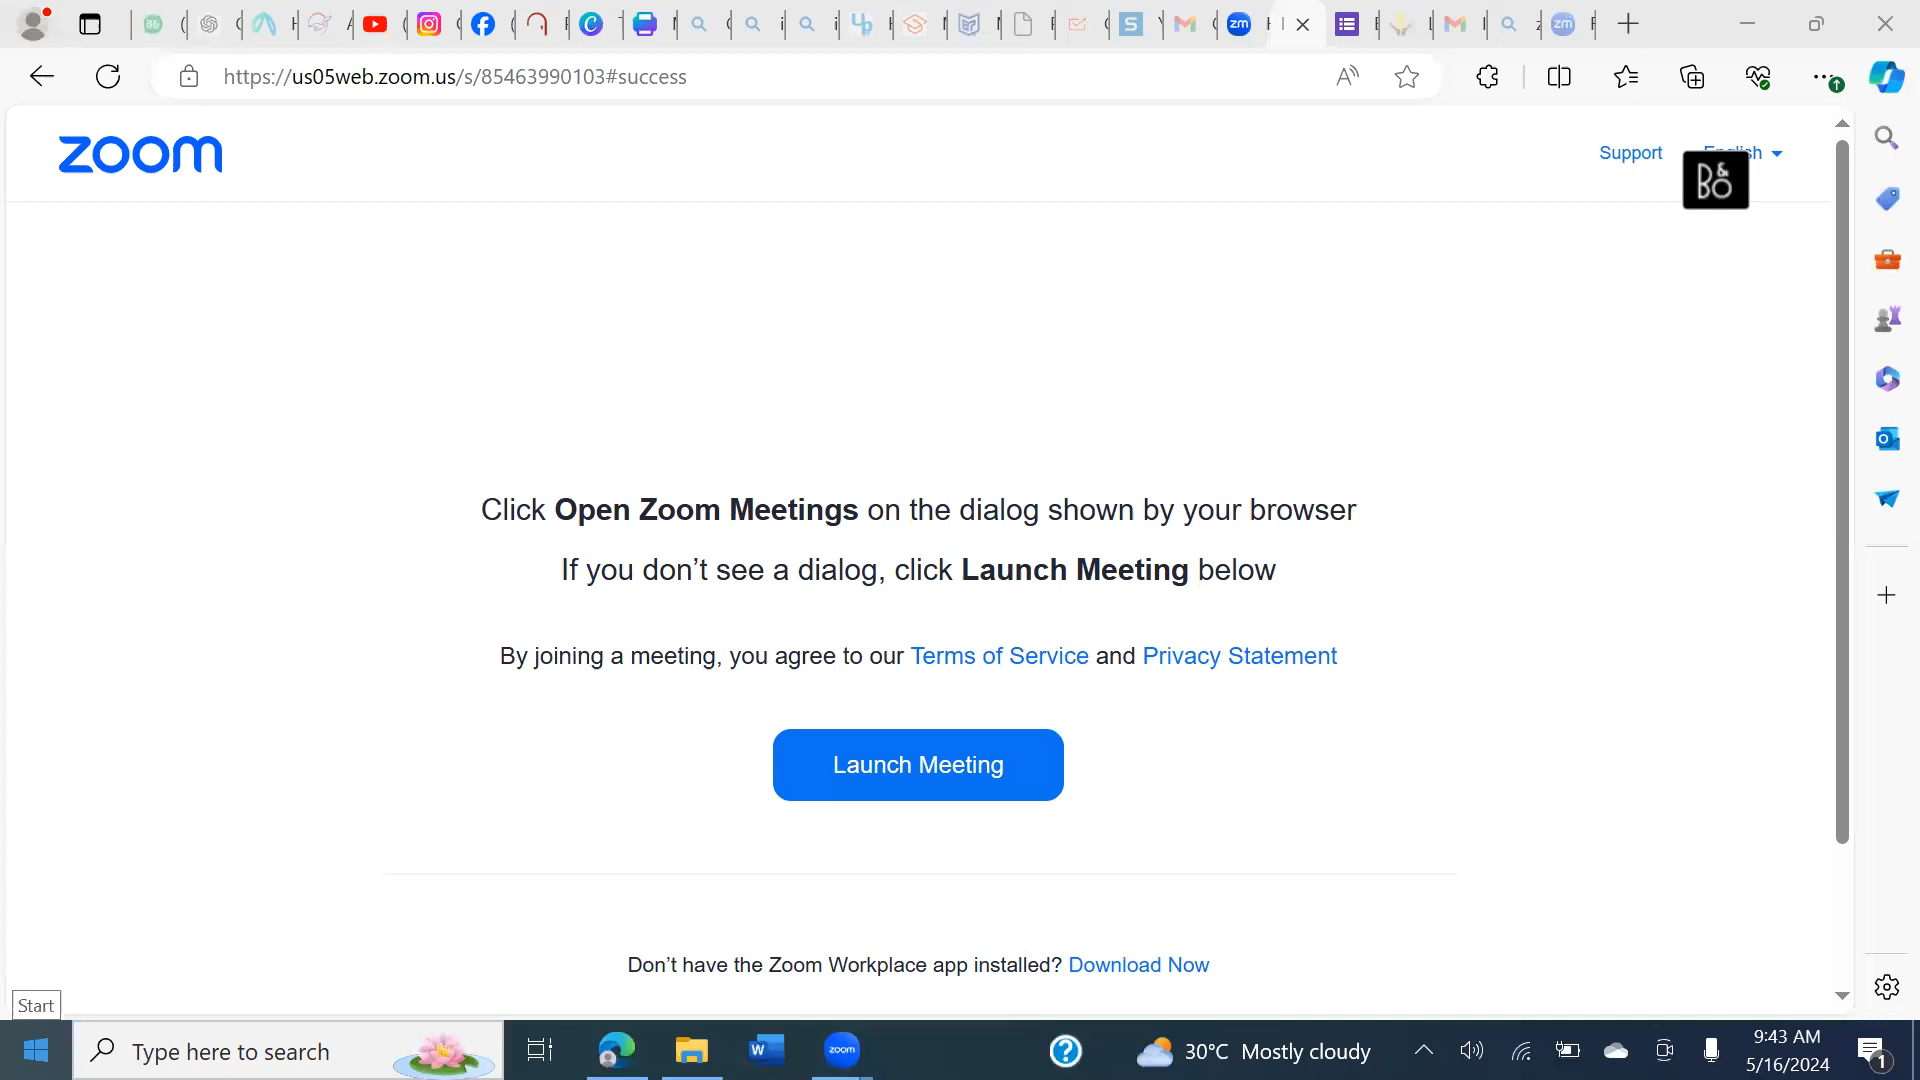 https://us05web.zoom.us/s/85463990103#success
zoom
Support
B&O
Click Open Zoom Meetings on the dialog shown by your browser
If you don’t see a dialog, click Launch Meeting below
By joining a meeting, you agree to our Terms of Service and Privacy Statement
Launch Meeting
Don’t have the Zoom Workplace app installed? Download Now
Start
Type here to search
zoom
30°C Mostly cloudy
9:43 AM
5/16/2024
1